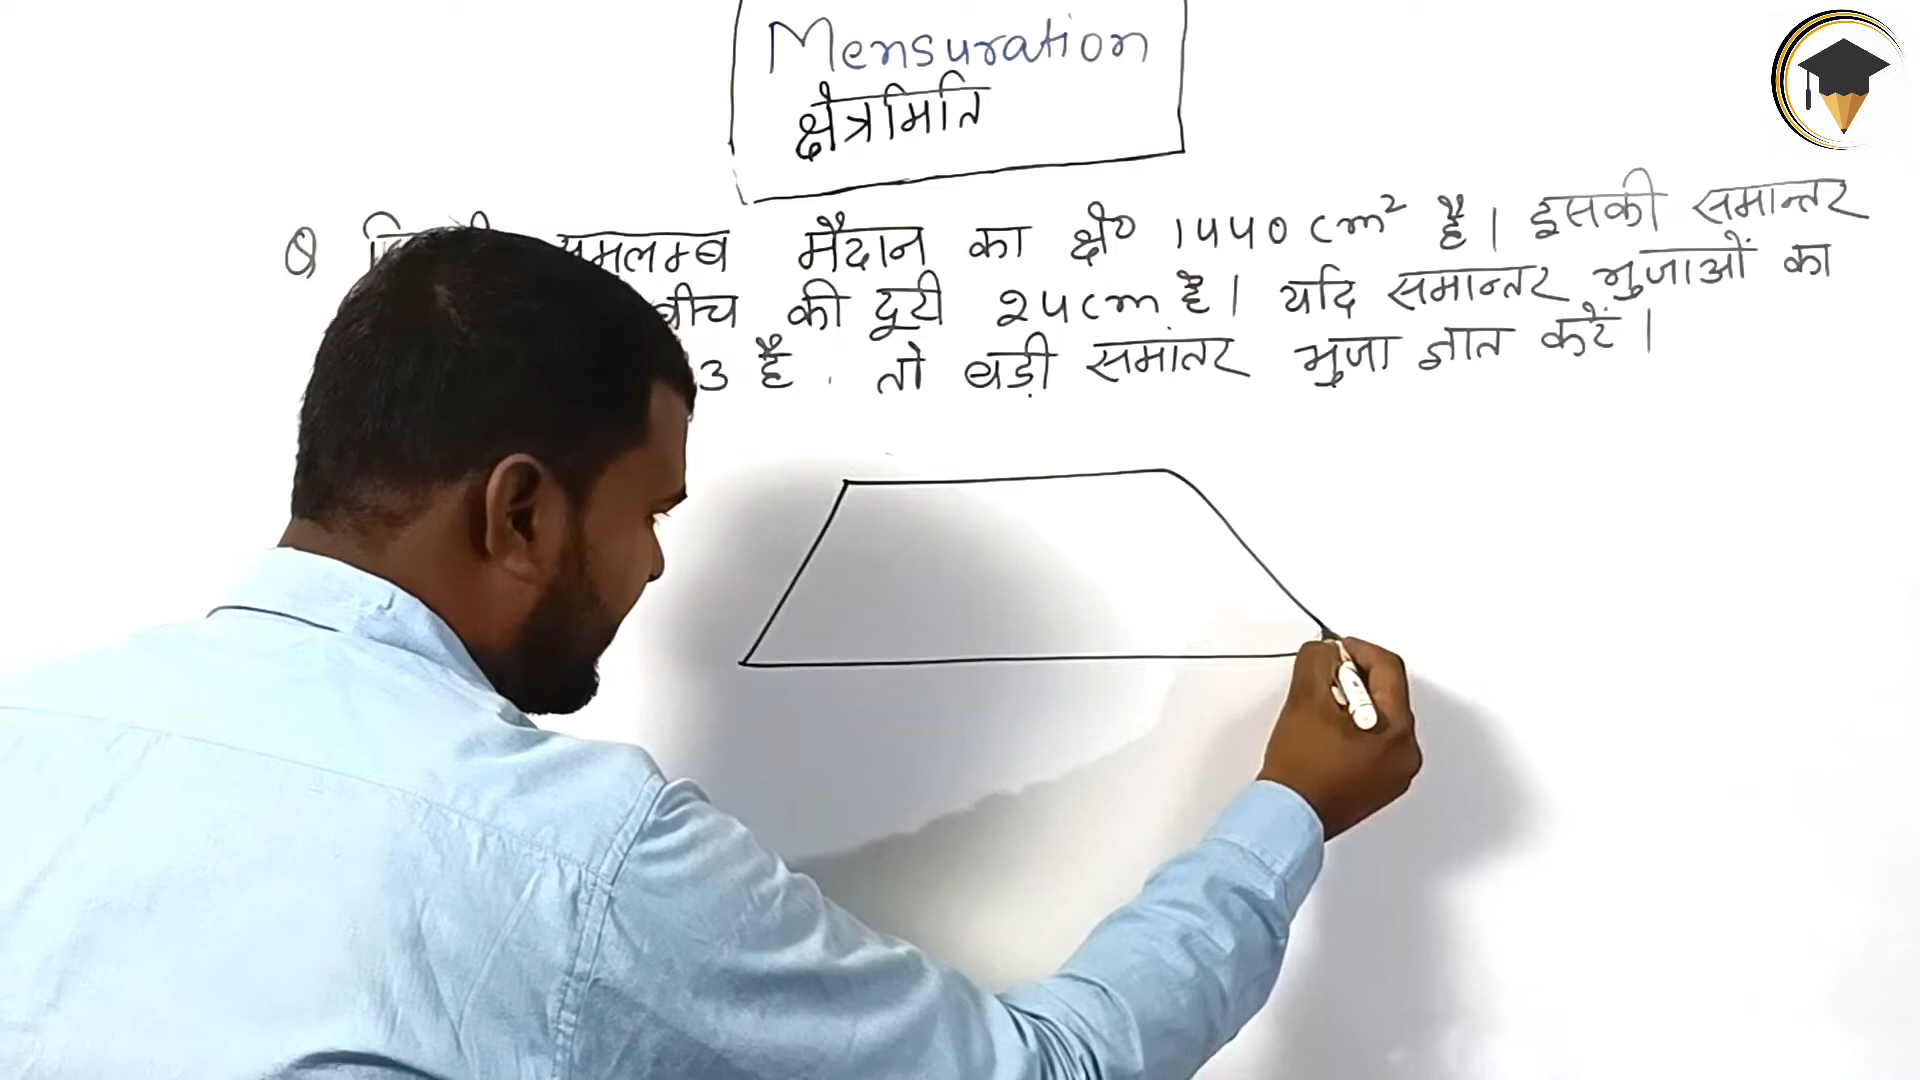 Mensuration
क्षेत्रमिति
Q समलम्ब मैदान का क्षे० 1440 cm² है। इसकी समान्तर
बीच की दूरी 24cm है। यदि समान्तर भुजाओं का
3 है . तो बड़ी समांतर भुजा ज्ञात करें।